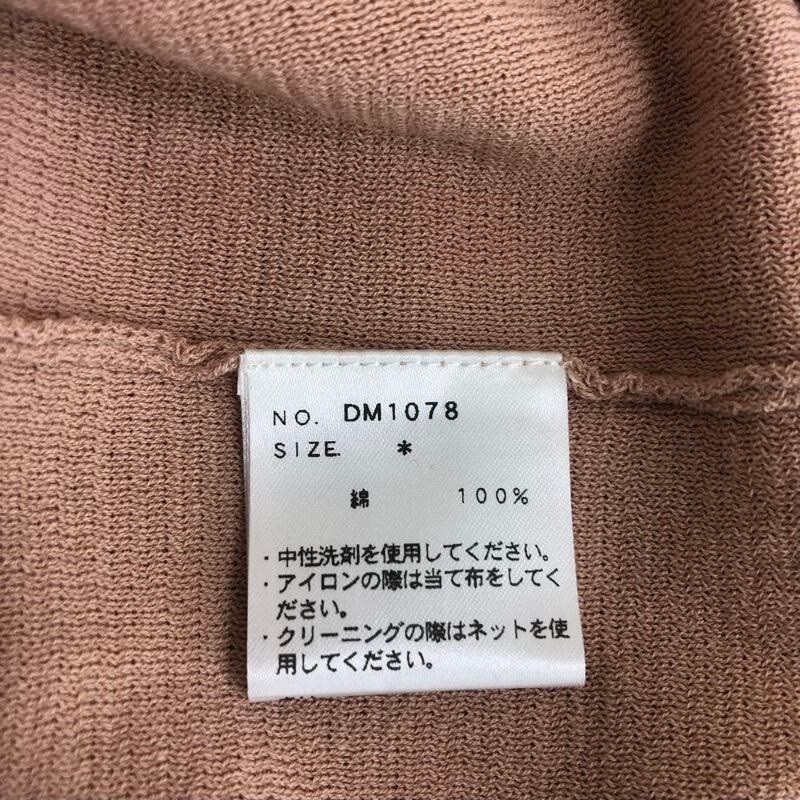 NO. DM1078
SIZE. *
綿 100%
・中性洗剤を使用してください。
・アイロンの際は当て布をしてく
ださい。
・クリーニングの際はネットを使
用してください。